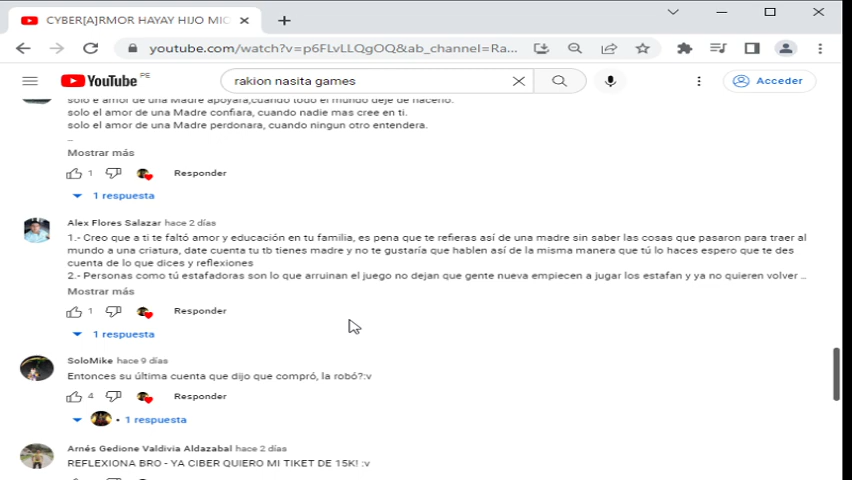 CYBER[A]RMOR HAYAY HIJO MIC
youtube.com/watch?v=p6FLvLLQgOQ&ab_channel=Ra...
YouTube PE
rakion nasita games
Acceder
solo e amor de una Madre apoyara,cuando todo el mundo deje de hacerlo.
solo el amor de una Madre confiara, cuando nadie mas cree en ti.
solo el amor de una Madre perdonara, cuando ningun otro entendera.
...
Mostrar más
1 Responder
1 respuesta
Alex Flores Salazar hace 2 días
1.- Creo que a ti te faltó amor y educación en tu familia, es pena que te refieras así de una madre sin saber las cosas que pasaron para traer al
mundo a una criatura, date cuenta tu tb tienes madre y no te gustaría que hablen así de la misma manera que tú lo haces espero que te des
cuenta de lo que dices y reflexiones
2.- Personas como tú estafadoras son lo que arruinan el juego no dejan que gente nueva empiecen a jugar los estafan y ya no quieren volver ...
Mostrar más
1 Responder
1 respuesta
SoloMike hace 9 días
Entonces su última cuenta que dijo que compró, la robó?:v
4 Responder
1 respuesta
Arnés Gedione Valdivia Aldazabal hace 2 días
REFLEXIONA BRO - YA CIBER QUIERO MI TIKET DE 15K! :v